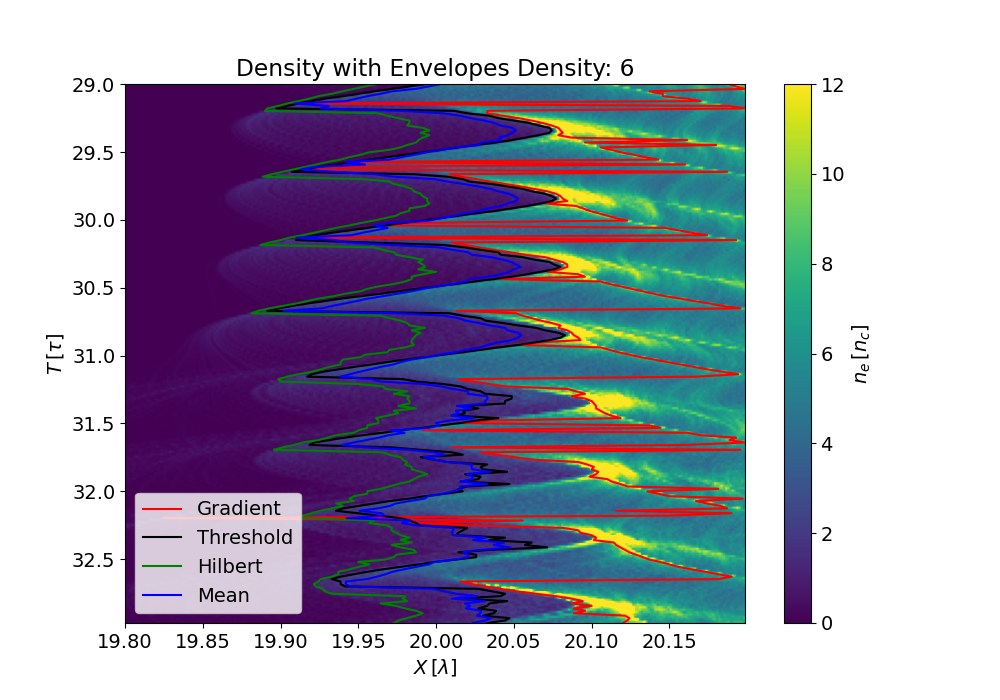 Density with Envelopes Density: 6
29.0
29.5
30.0
30.5
31.0
31.5
32.0
32.5
T [τ]
Gradient
Threshold
Hilbert
Mean
19.80 19.85 19.90 19.95 20.00 20.05 20.10 20.15
X [λ]
12
10
8
6
4
2
0
n_e [n_c]